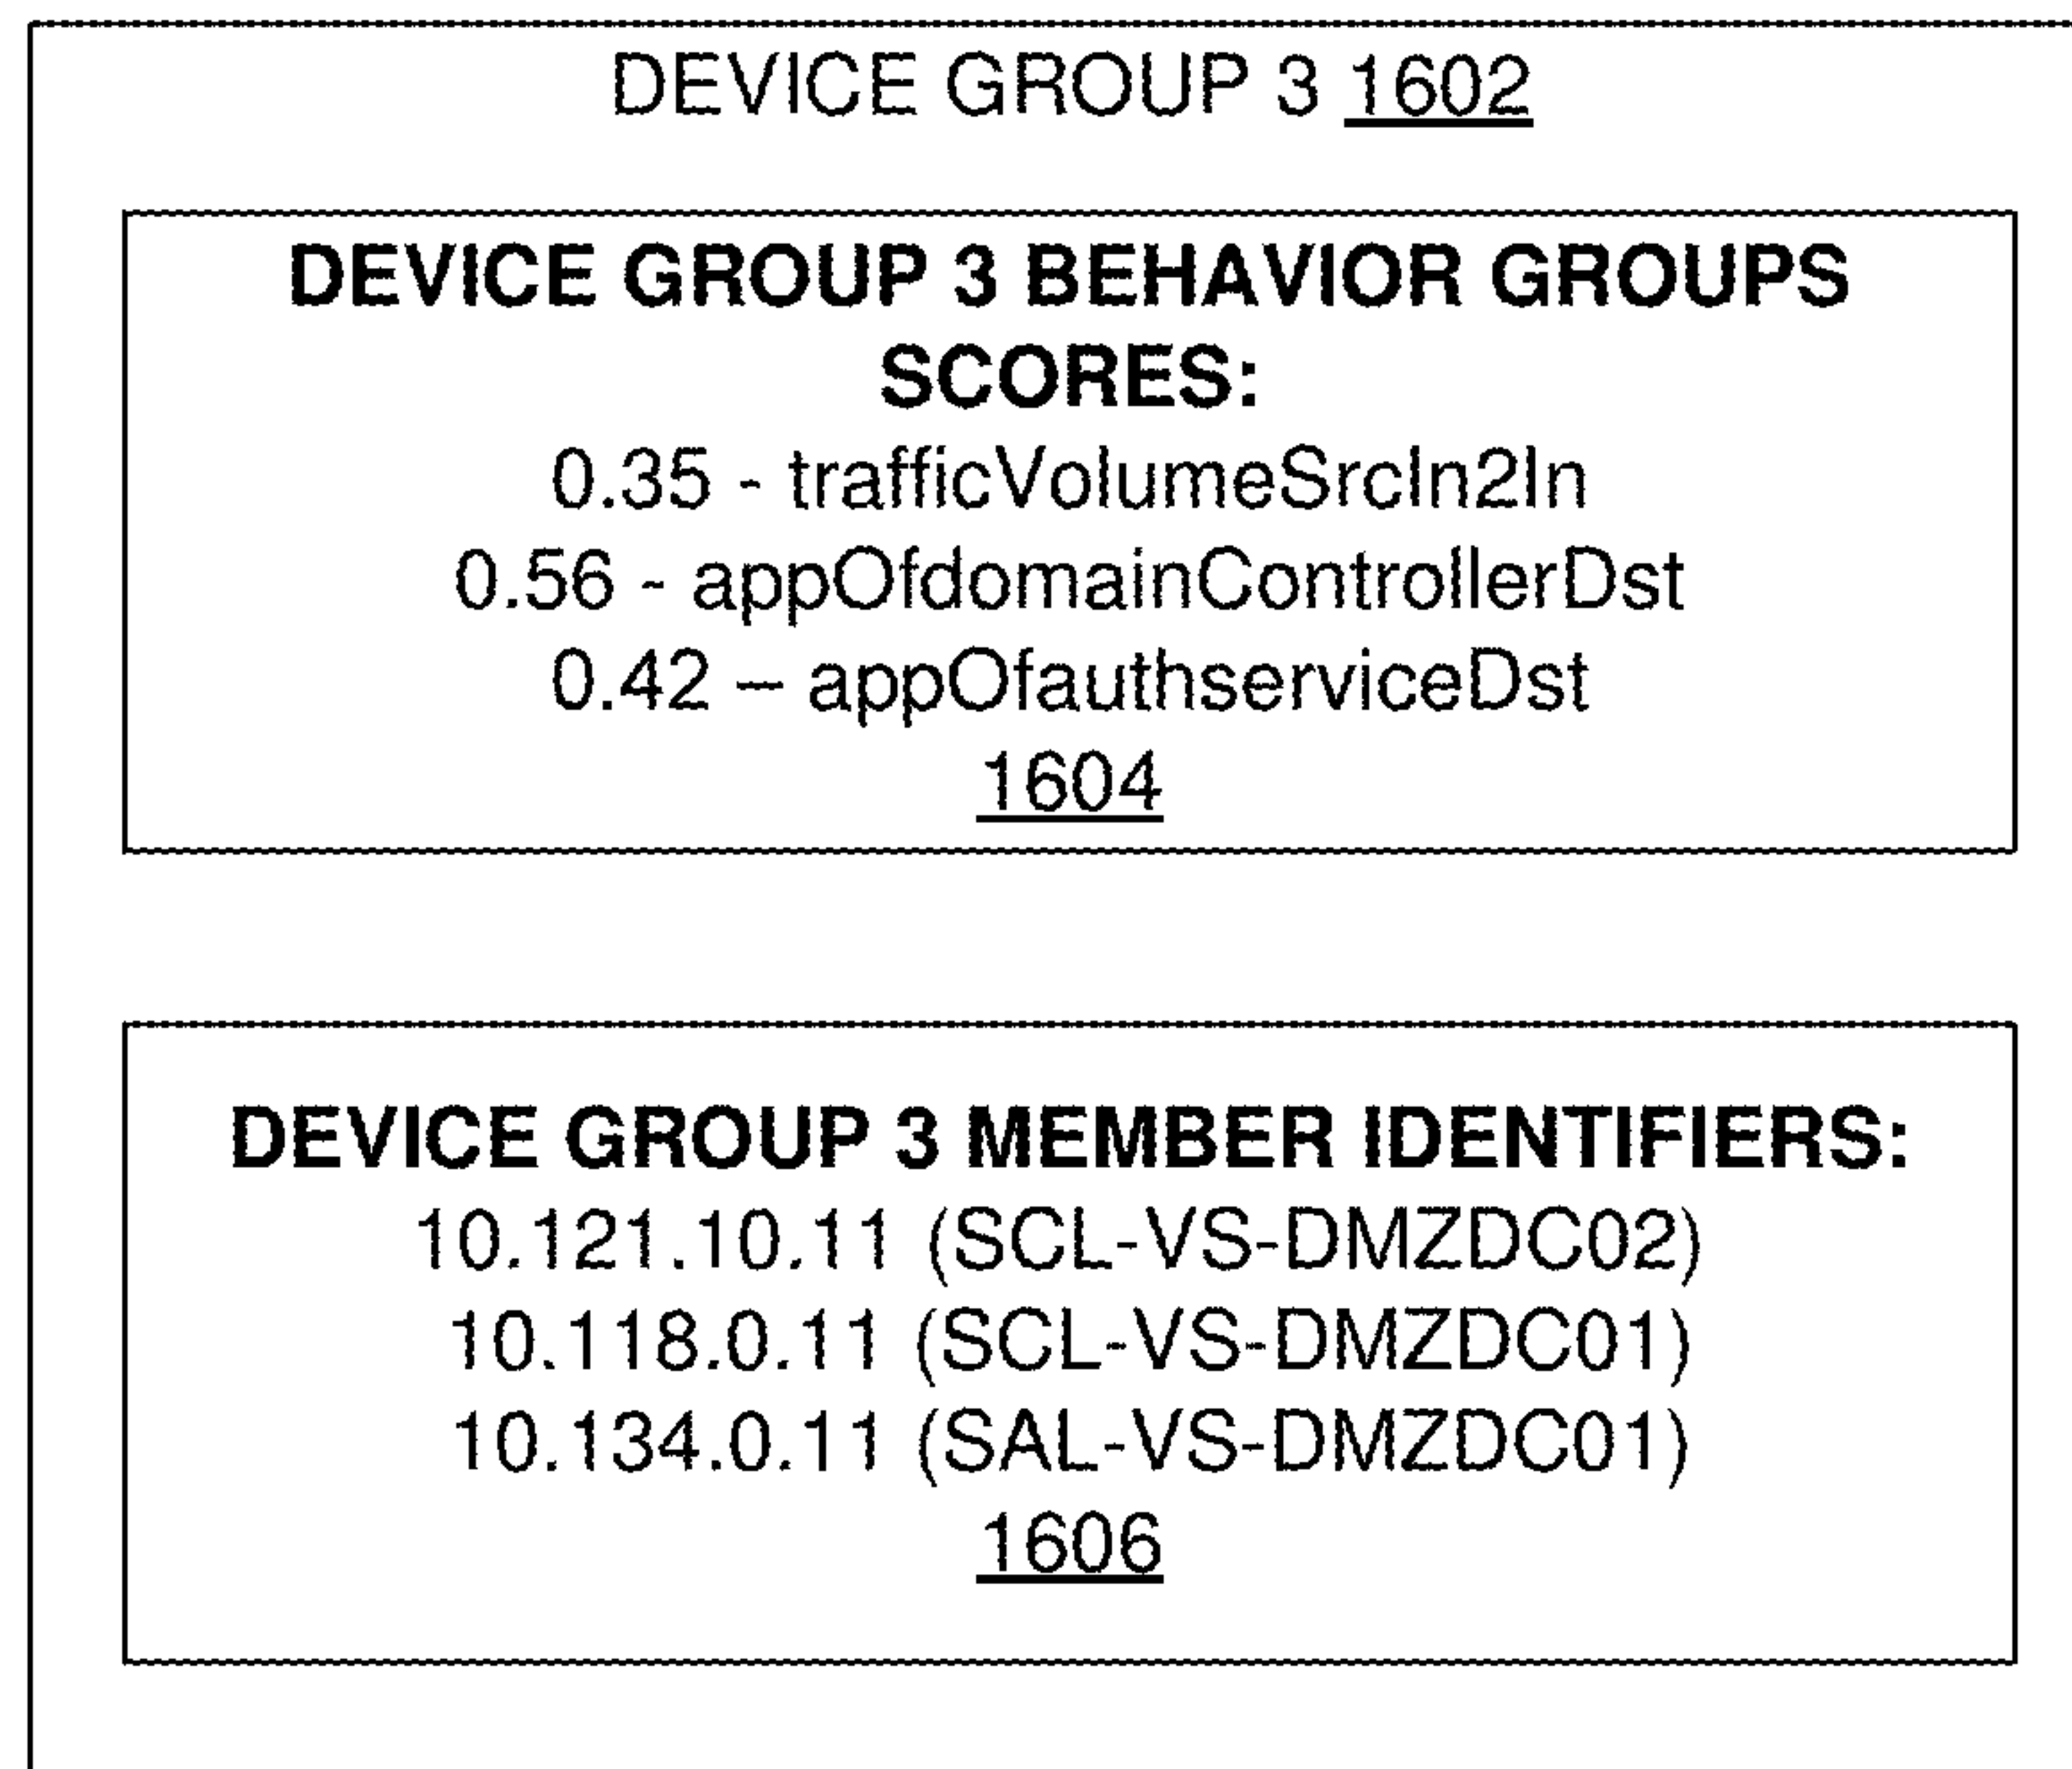 DEVICE GROUP 3 1602
DEVICE GROUP 3 BEHAVIOR GROUPS
SCORES:
0.35 - trafficVolumeSrcIn2In
0.56 - appOfdomainControllerDst
0.42 – appOfauthserviceDst
1604
DEVICE GROUP 3 MEMBER IDENTIFIERS:
10.121.10.11 (SCL-VS-DMZDC02)
10.118.0.11 (SCL-VS-DMZDC01)
10.134.0.11 (SAL-VS-DMZDC01)
1606